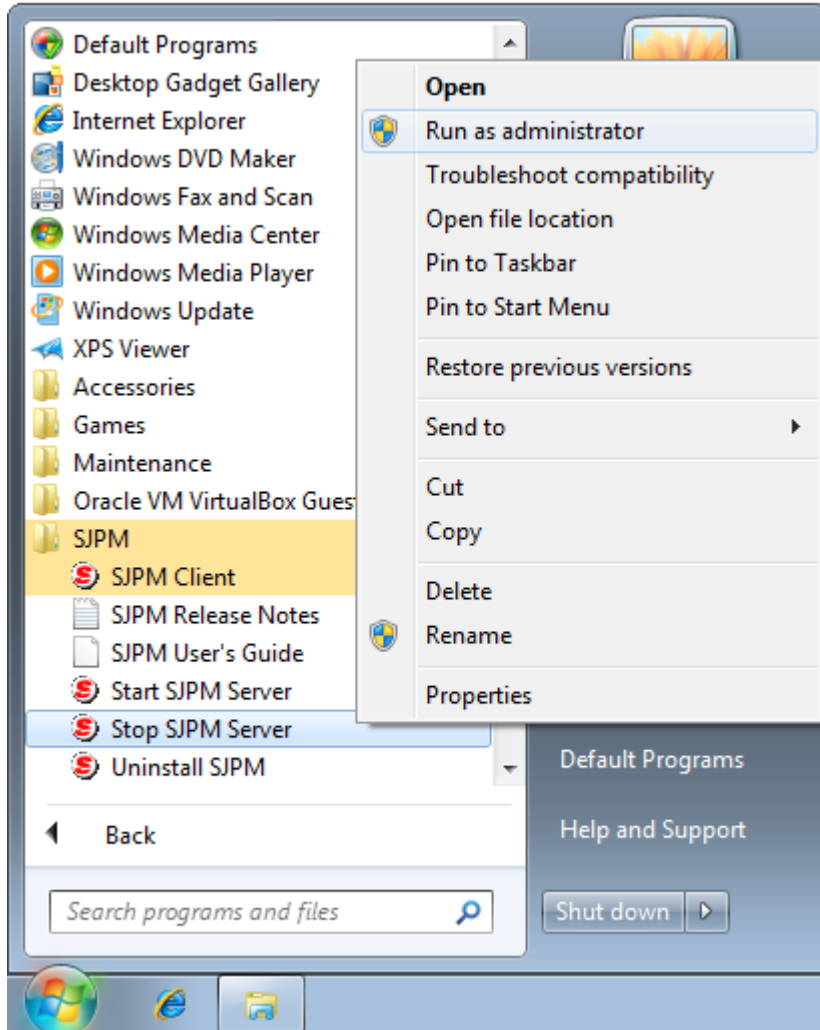 Default Programs
Desktop Gadget Gallery
Internet Explorer
Windows DVD Maker
Windows Fax and Scan
Windows Media Center
Windows Media Player
Windows Update
XPS Viewer
Accessories
Games
Maintenance
Oracle VM VirtualBox Gues
SJPM
SJPM Client
SJPM Release Notes
SJPM User's Guide
Start SJPM Server
Stop SJPM Server
Uninstall SJPM
Back
Search programs and files
Open
Run as administrator
Troubleshoot compatibility
Open file location
Pin to Taskbar
Pin to Start Menu
Restore previous versions
Send to
Cut
Copy
Delete
Rename
Properties
Default Programs
Help and Support
Shut down